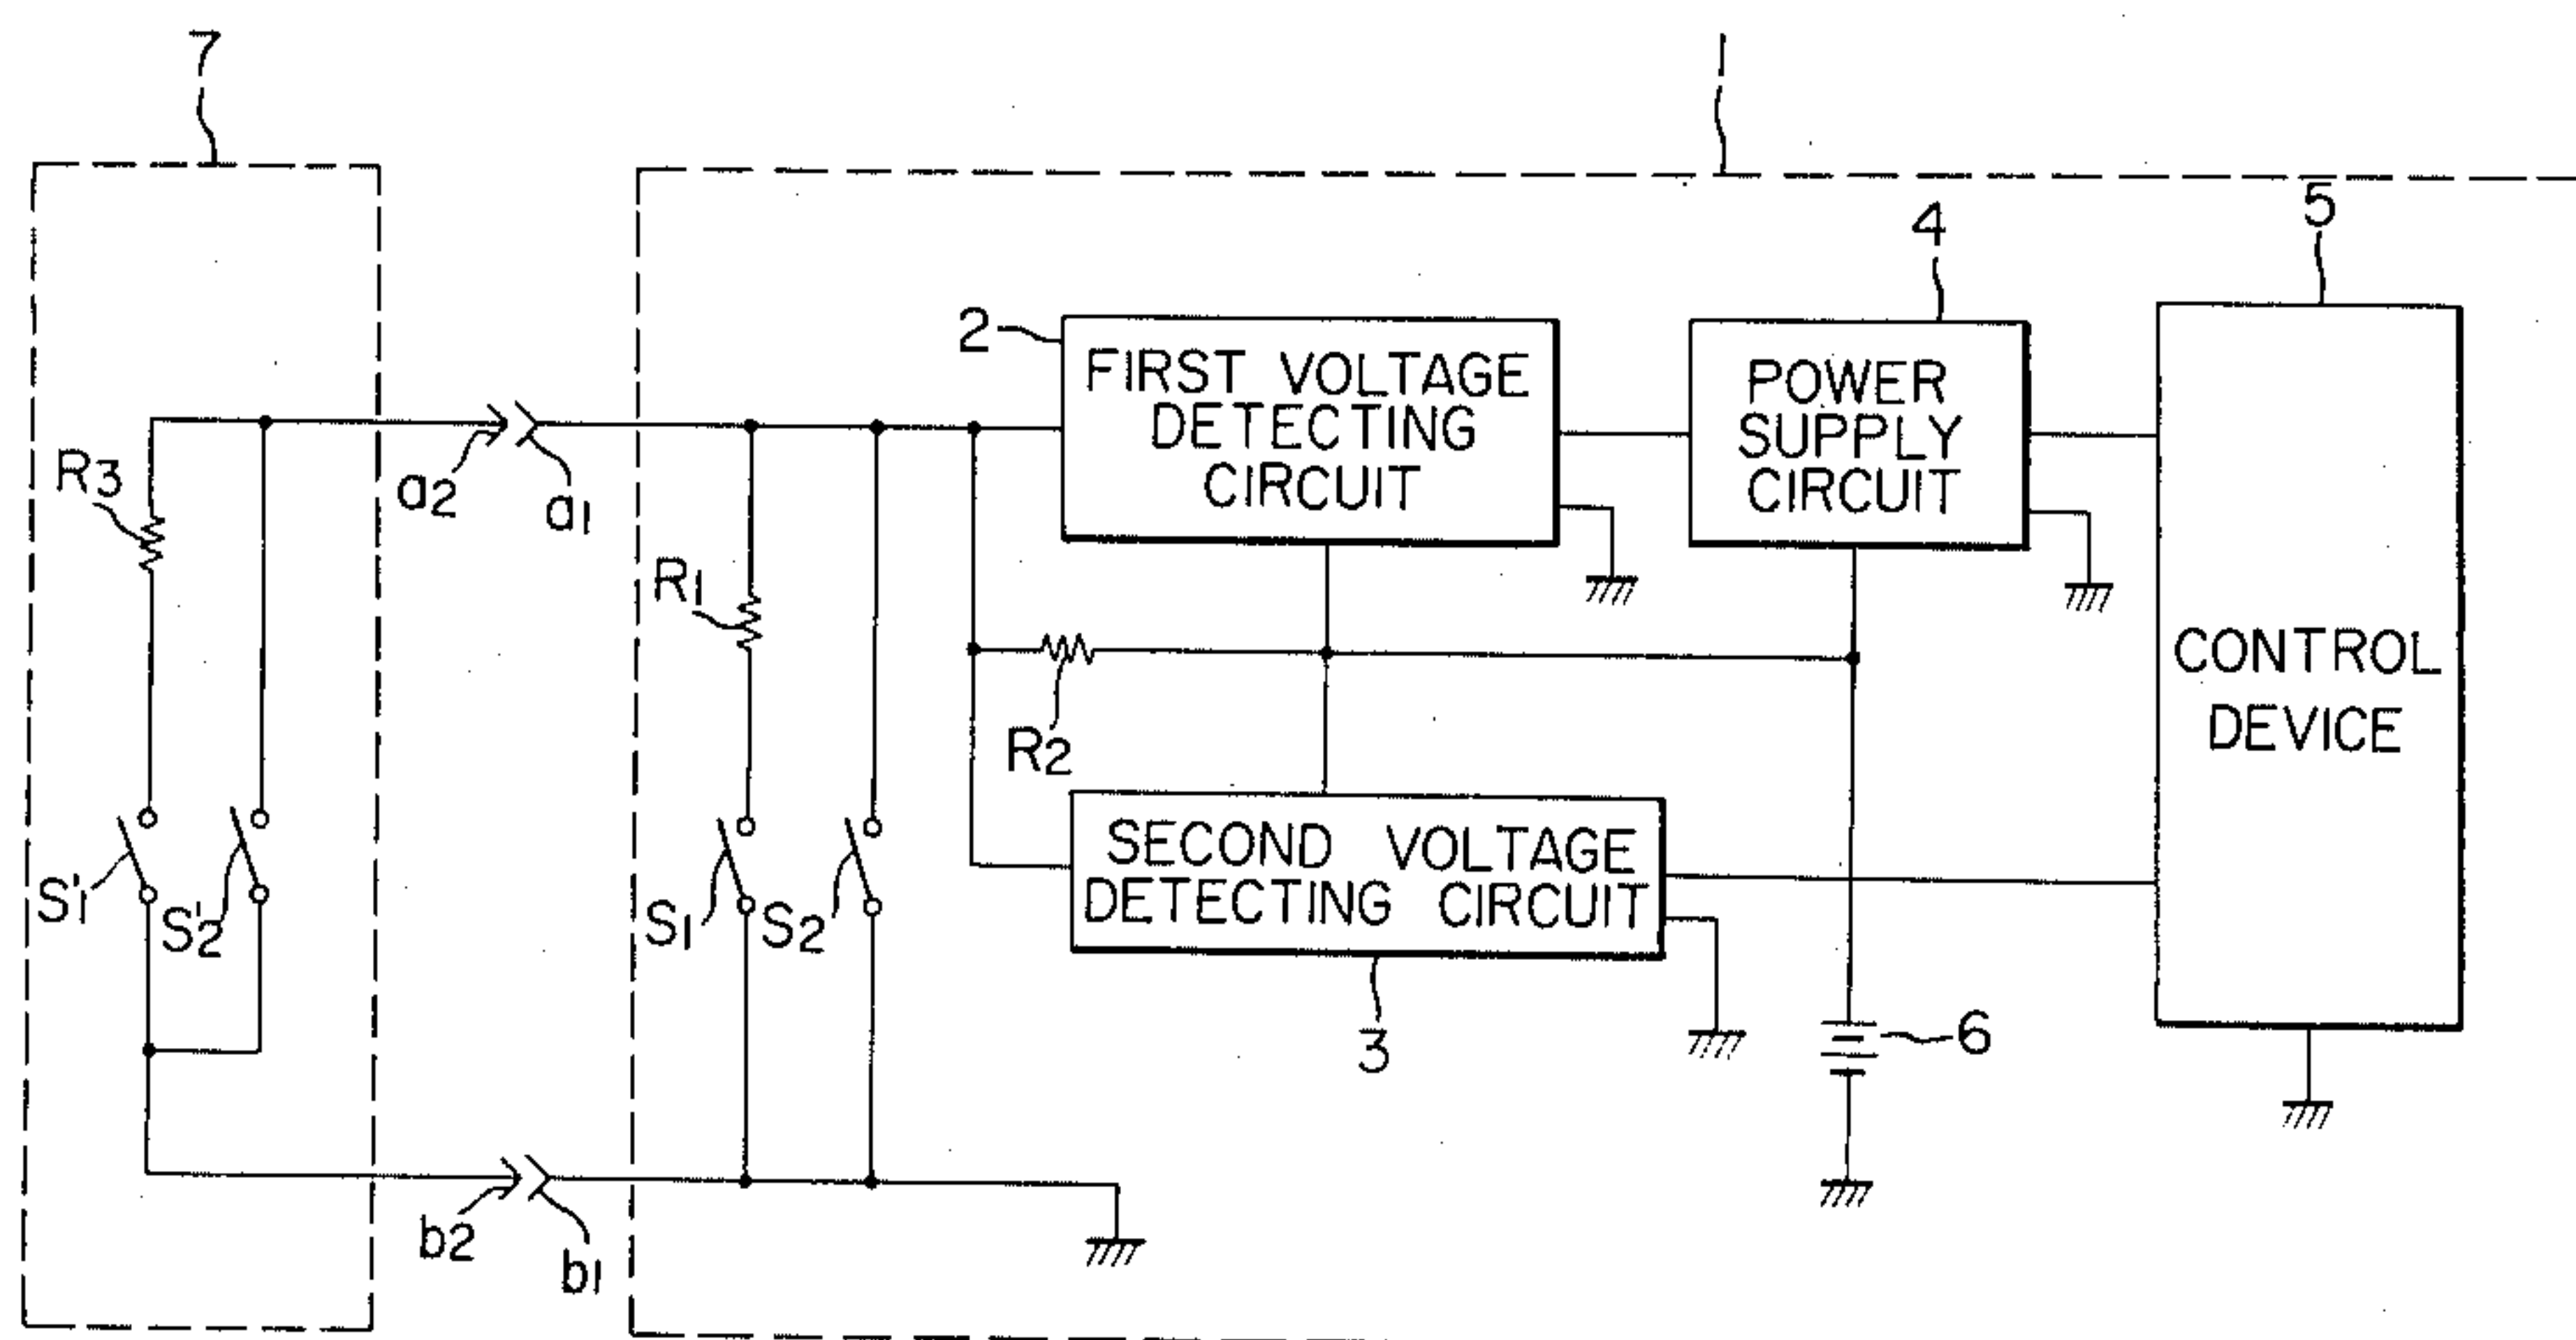 7
1
5
4
2
FIRST VOLTAGE
DETECTING
CIRCUIT
POWER
SUPPLY
CIRCUIT
R3
a2
a1
R1
CONTROL
DEVICE
R2
SECOND VOLTAGE
DETECTING CIRCUIT
S'1
S'2
S1
S2
3
6
b2
b1